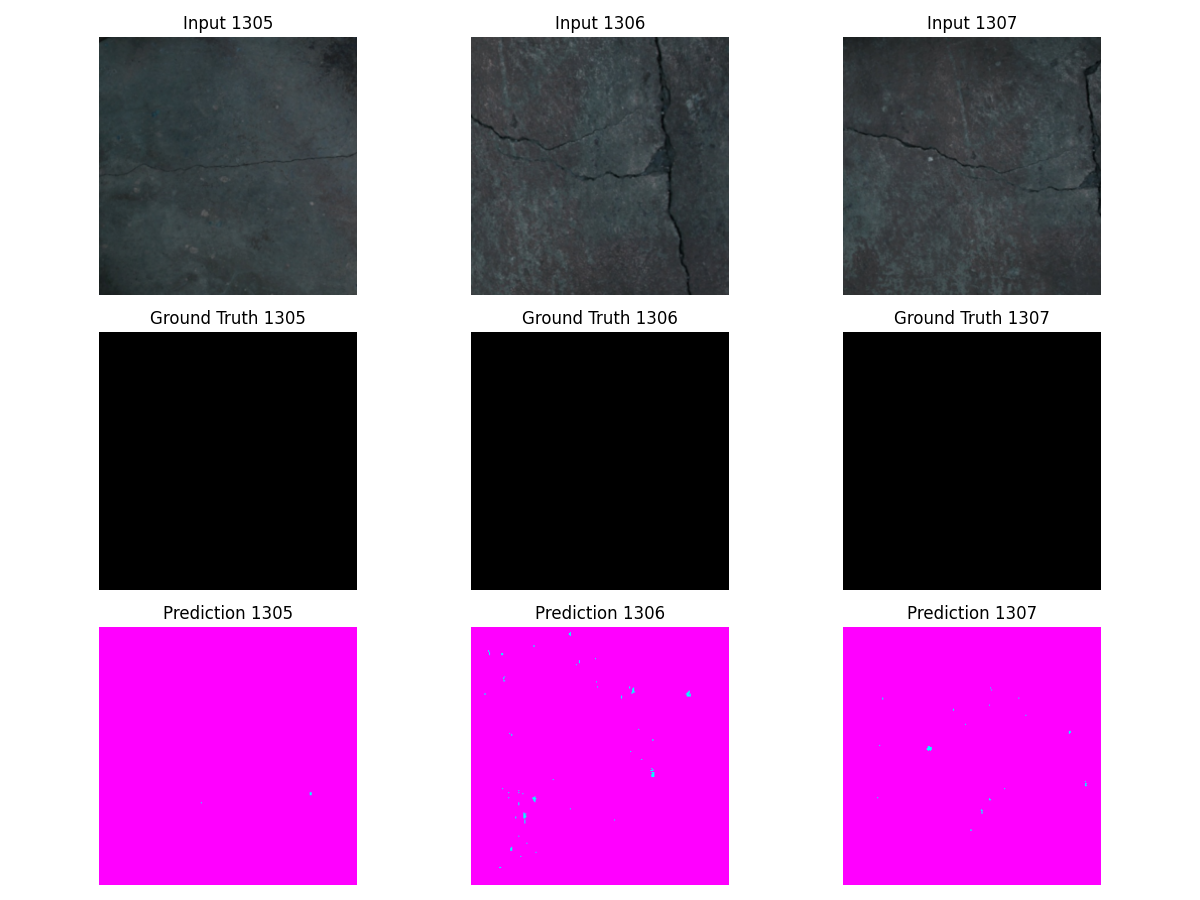 Input 1305
Input 1306
Input 1307
Ground Truth 1305
Ground Truth 1306
Ground Truth 1307
Prediction 1305
Prediction 1306
Prediction 1307